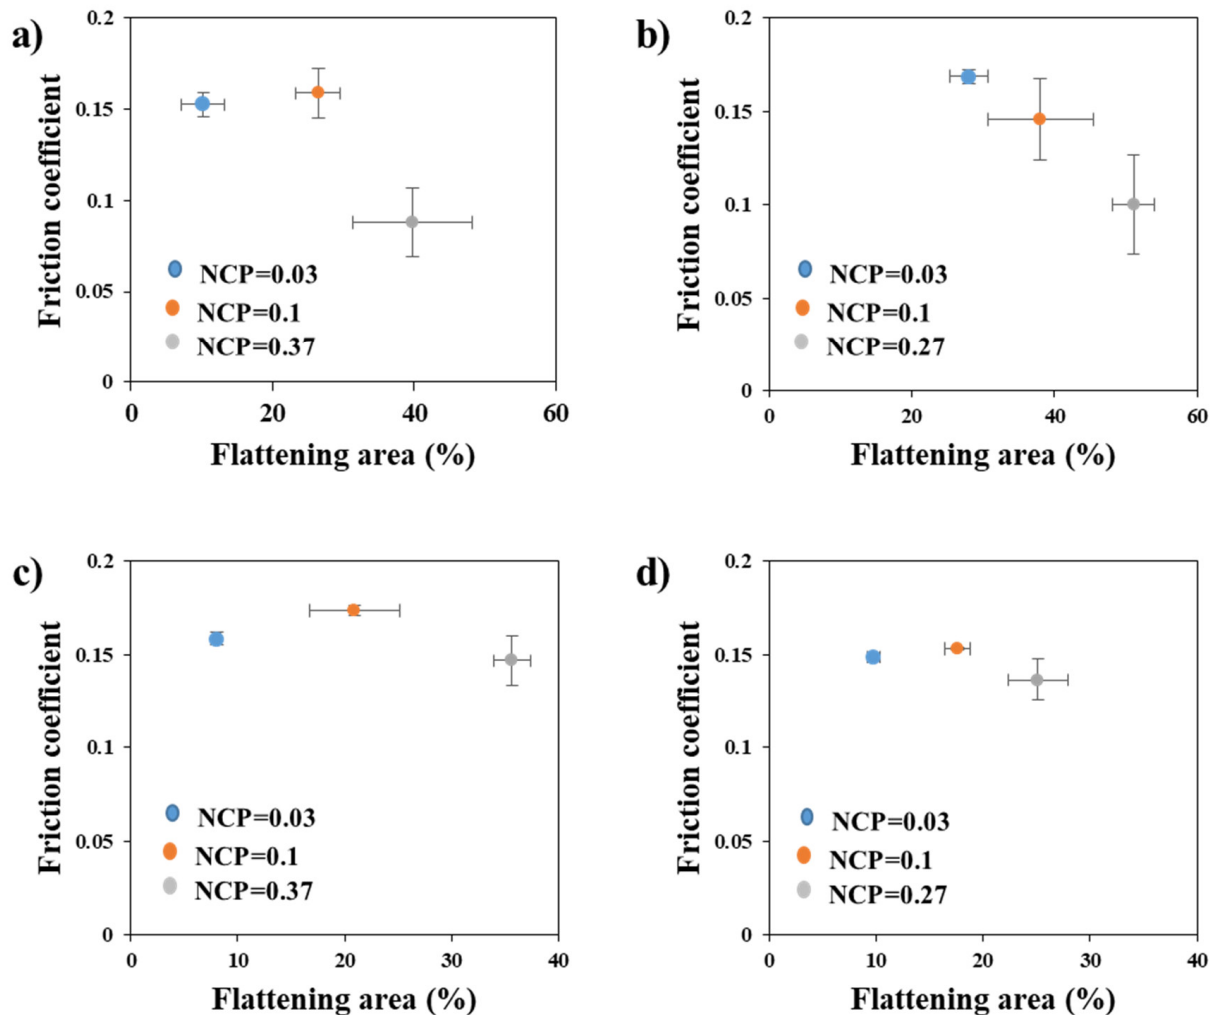 a)
Friction coefficient
0.2
0.15
0.1
0.05
0
NCP=0.03
NCP=0.1
NCP=0.37
0 20 40 60
Flattening area (%)
b)
Friction coefficient
0.2
0.15
0.1
0.05
0
NCP=0.03
NCP=0.1
NCP=0.27
0 20 40 60
Flattening area (%)
c)
Friction coefficient
0.2
0.15
0.1
0.05
0
NCP=0.03
NCP=0.1
NCP=0.37
0 10 20 30 40
Flattening area (%)
d)
Friction coefficient
0.2
0.15
0.1
0.05
0
NCP=0.03
NCP=0.1
NCP=0.27
0 10 20 30 40
Flattening area (%)